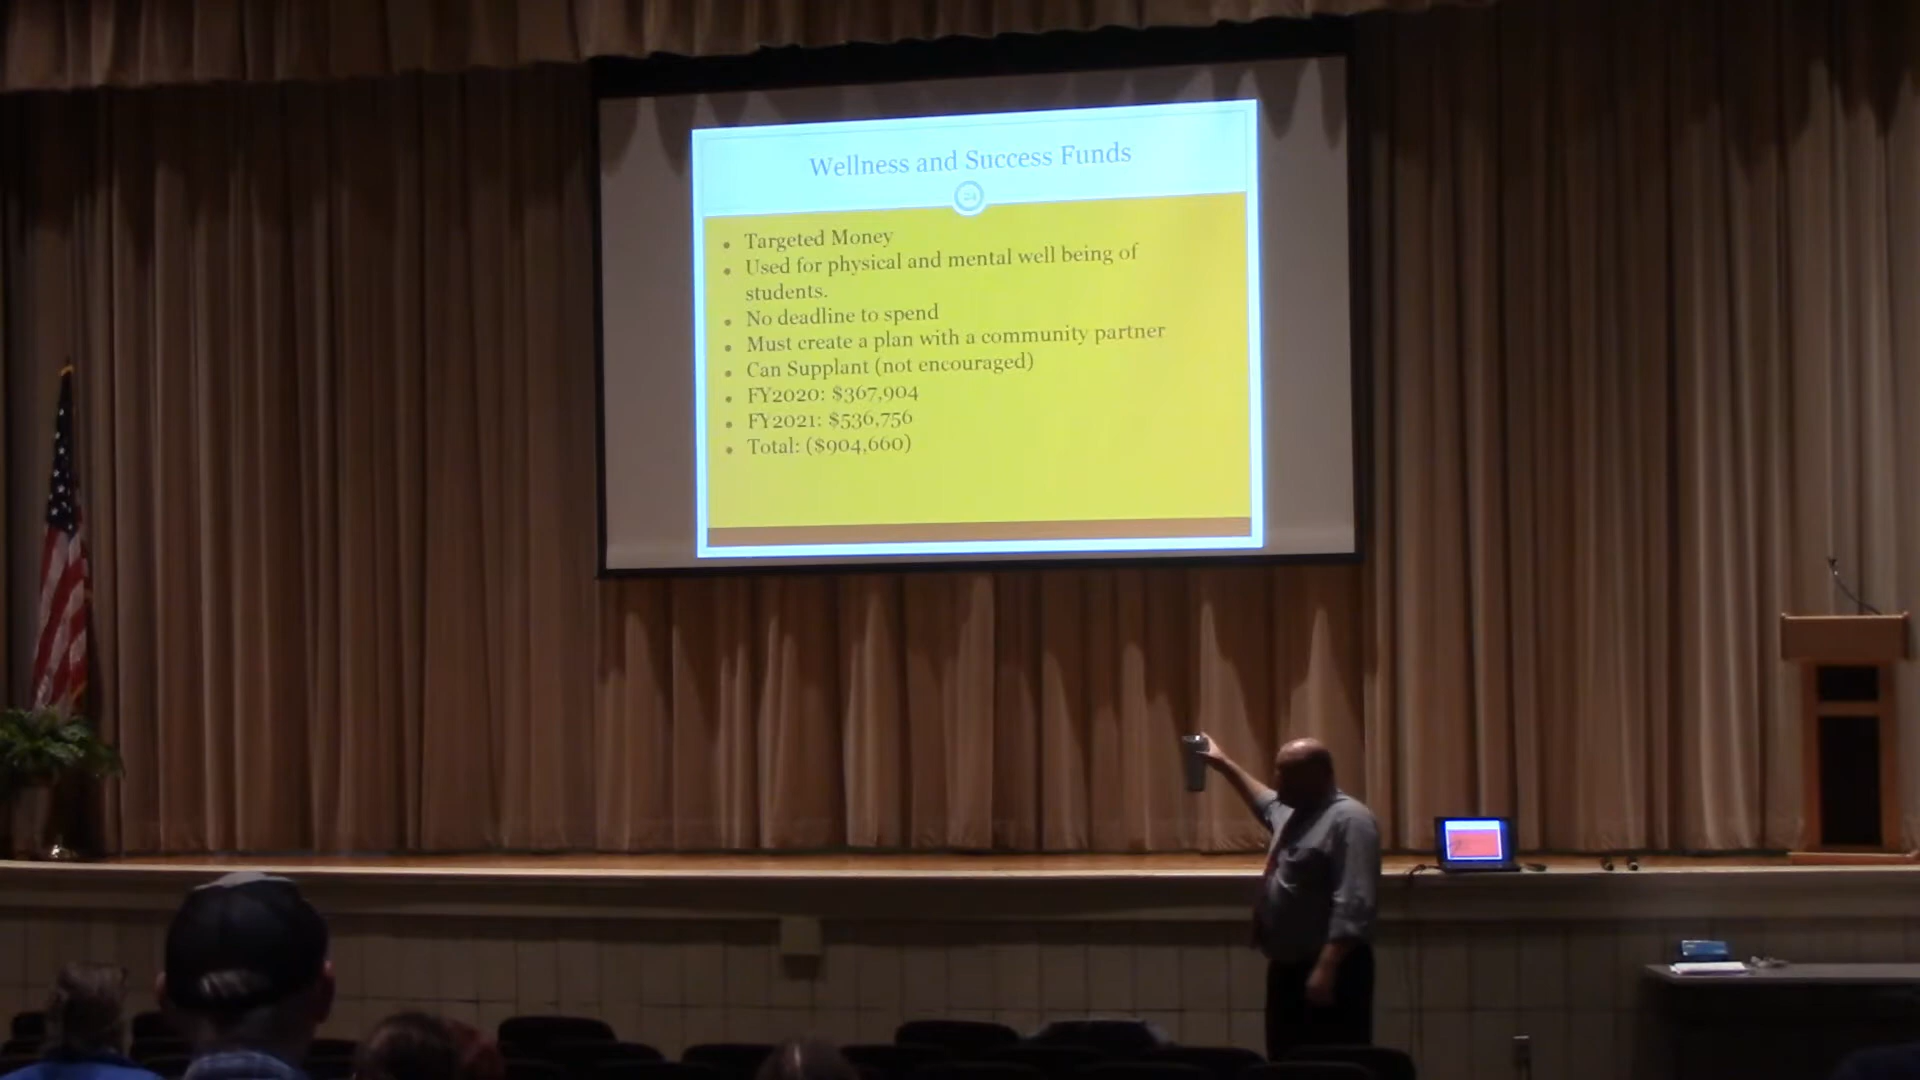 Wellness and Success Funds
24
• Targeted Money
• Used for physical and mental well being of
students.
• No deadline to spend
• Must create a plan with a community partner
• Can Supplant (not encouraged)
• FY2020: $367,904
• FY2021: $536,756
• Total: ($904,660)